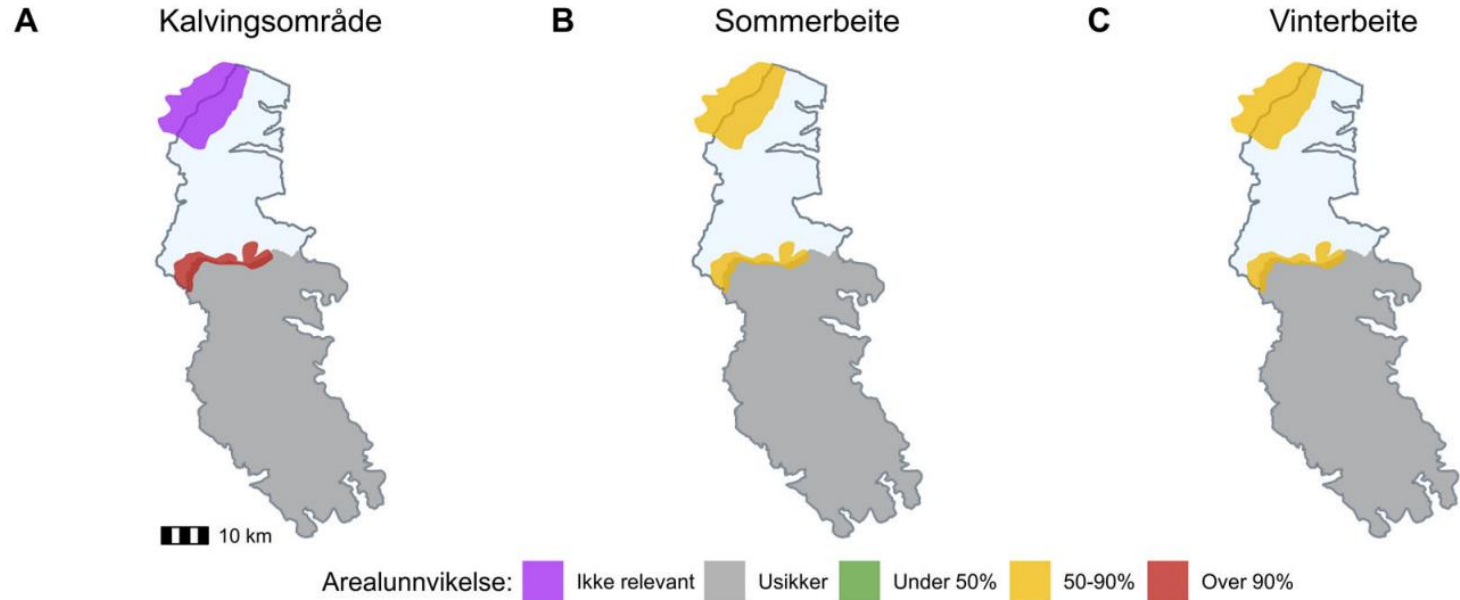 A Kalvingsområde B Sommerbeite C Vinterbeite
10 km
Arealunnvikelse: Ikke relevant Usikker Under 50% 50-90% Over 90%